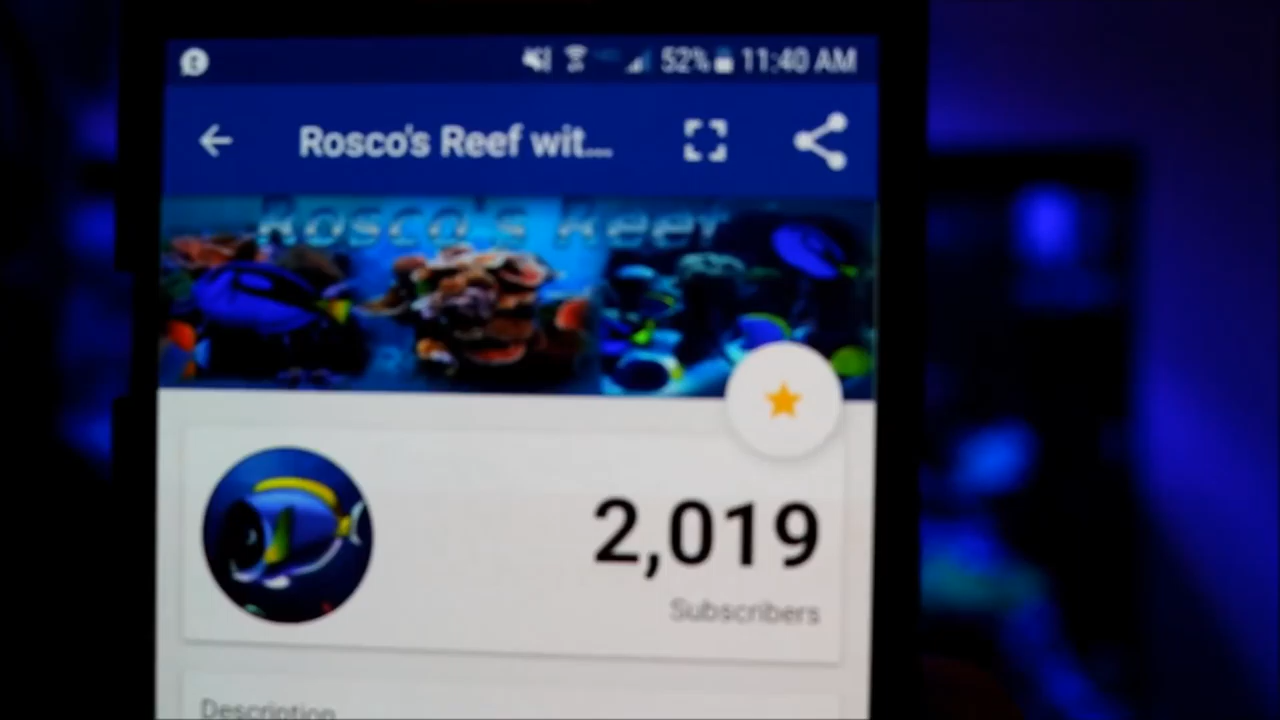 52% 11:40 AM
Rosco's Reef wit...
Rosco's Reef
2,019
Subscribers
Description